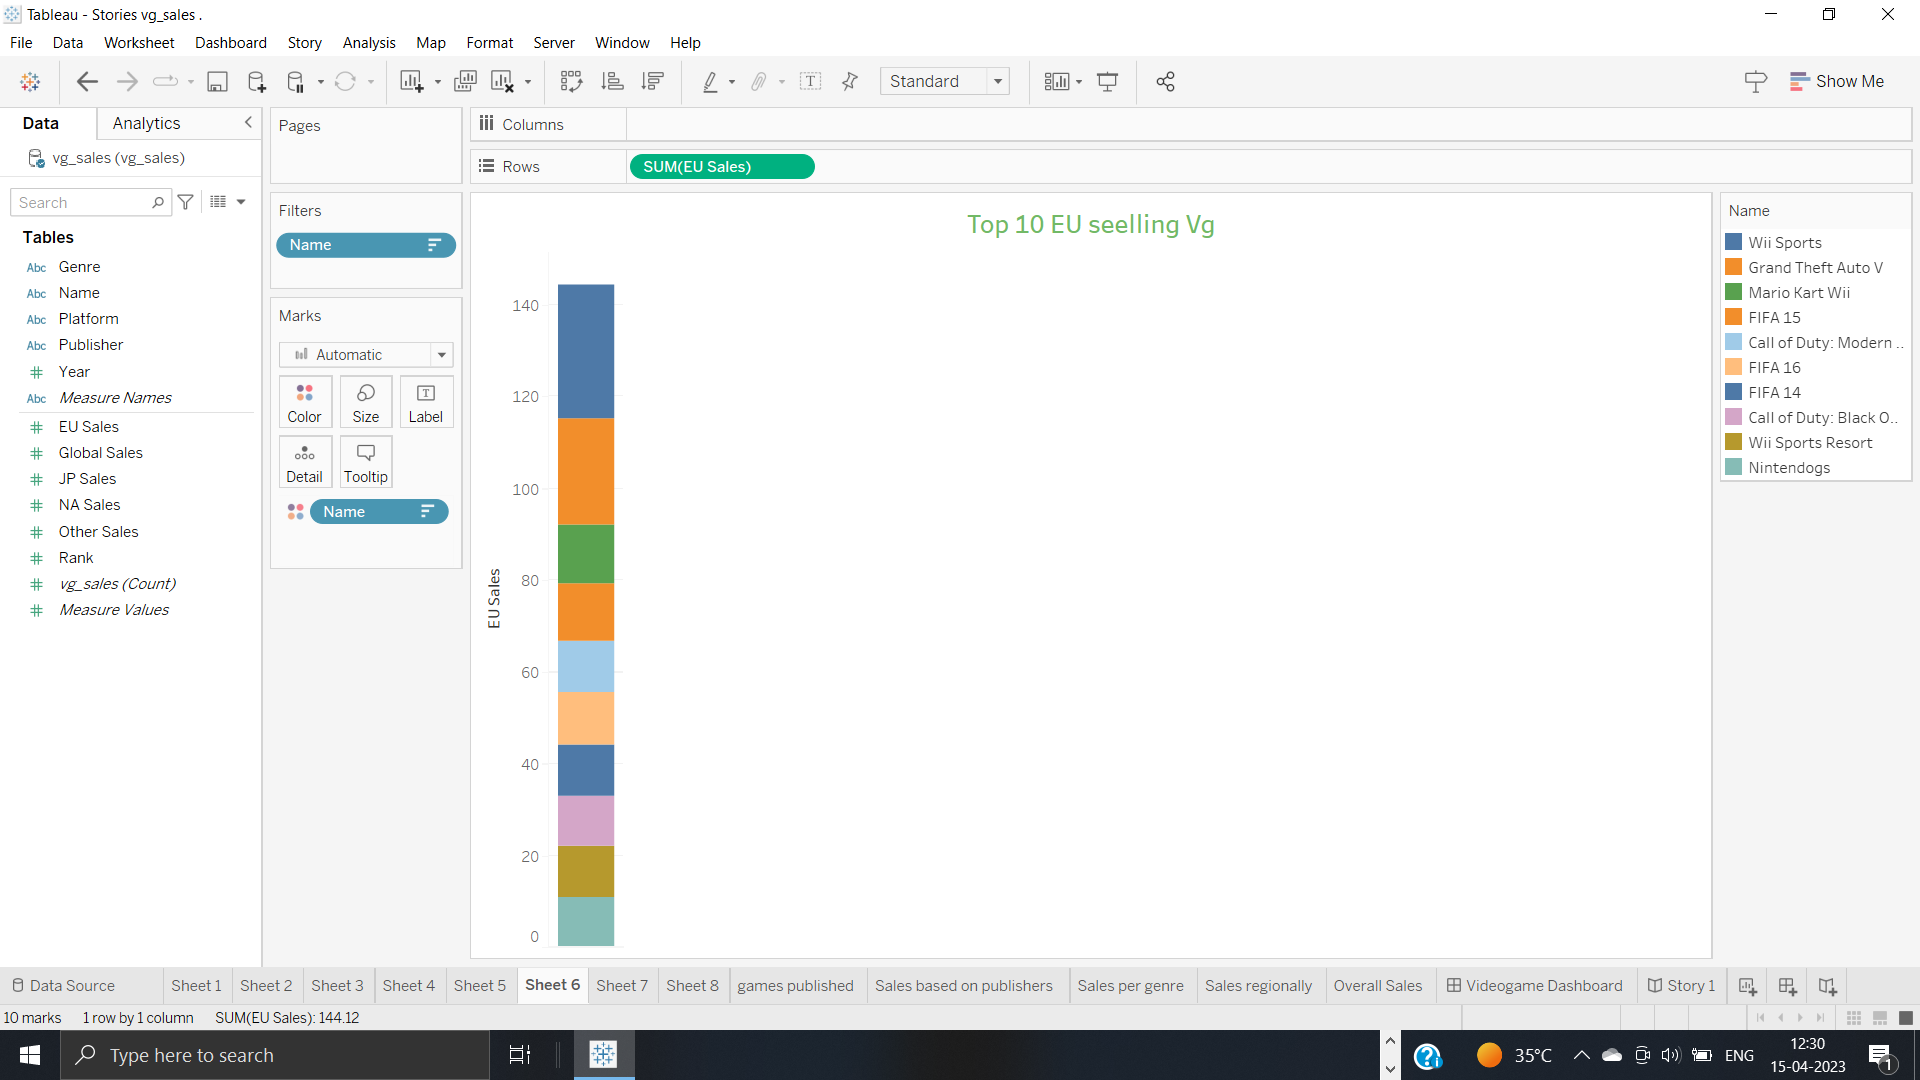 Tableau - Stories vg_sales .
File Data Worksheet Dashboard Story Analysis Map Format Server Window Help
Standard
Show Me
Data Analytics
vg_sales (vg_sales)
Search
Tables
Abc Genre
Abc Name
Abc Platform
Abc Publisher
Year
Abc Measure Names
EU Sales
Global Sales
JP Sales
NA Sales
Other Sales
Rank
vg_sales (Count)
Measure Values
Pages
Filters
Name
Marks
Automatic
Color Size Label
Detail Tooltip
Name
Columns
Rows SUM(EU Sales)
Top 10 EU seelling Vg
EU Sales
140
120
100
80
60
40
20
0
Name
Wii Sports
Grand Theft Auto V
Mario Kart Wii
FIFA 15
Call of Duty: Modern ..
FIFA 16
FIFA 14
Call of Duty: Black O..
Wii Sports Resort
Nintendogs
Data Source Sheet 1 Sheet 2 Sheet 3 Sheet 4 Sheet 5 Sheet 6 Sheet 7 Sheet 8 games published Sales based on publishers Sales per genre Sales regionally Overall Sales Videogame Dashboard Story 1
10 marks 1 row by 1 column SUM(EU Sales): 144.12
Type here to search
35°C ENG
12:30
15-04-2023
1